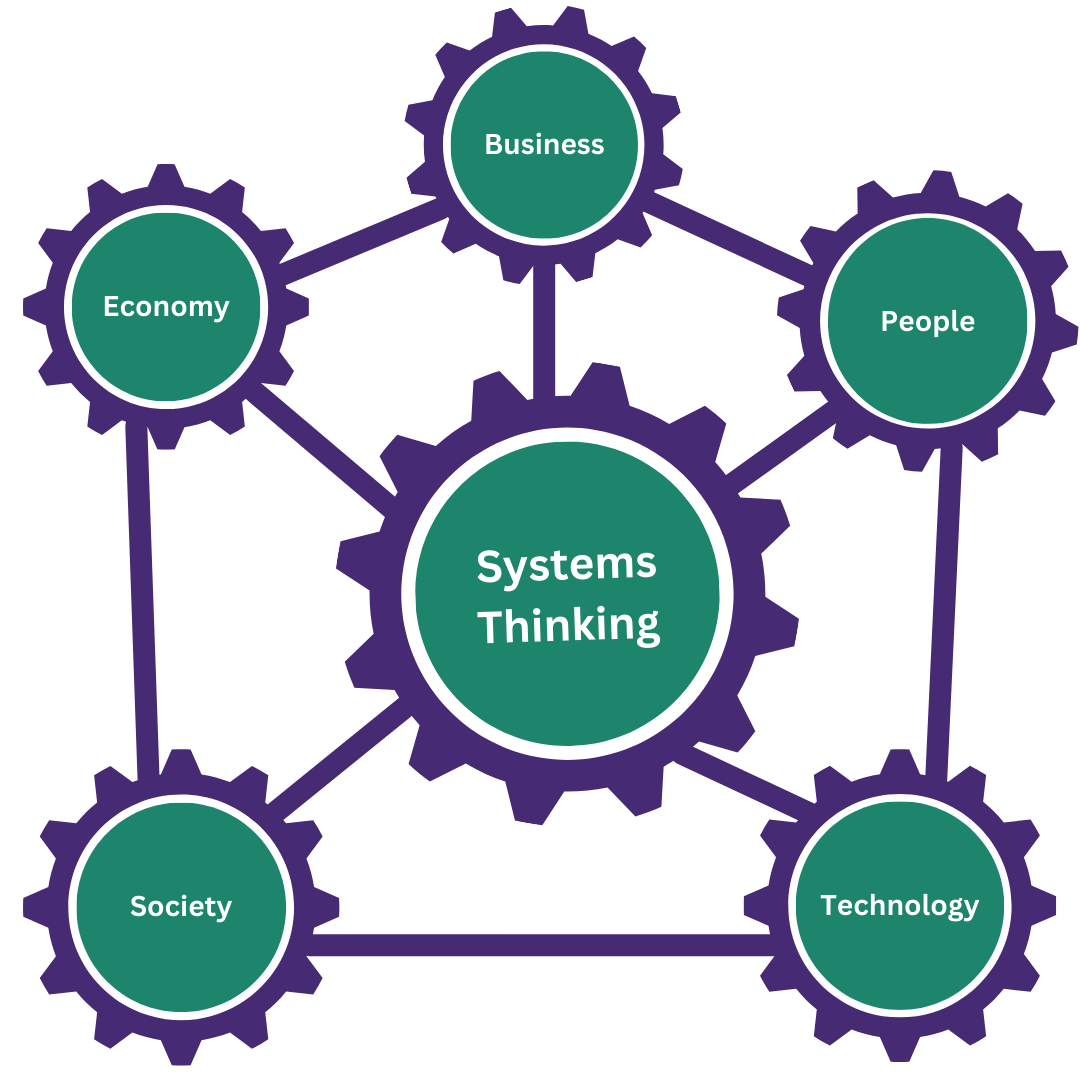 Business
Economy
People
Systems
Thinking
Society
Technology